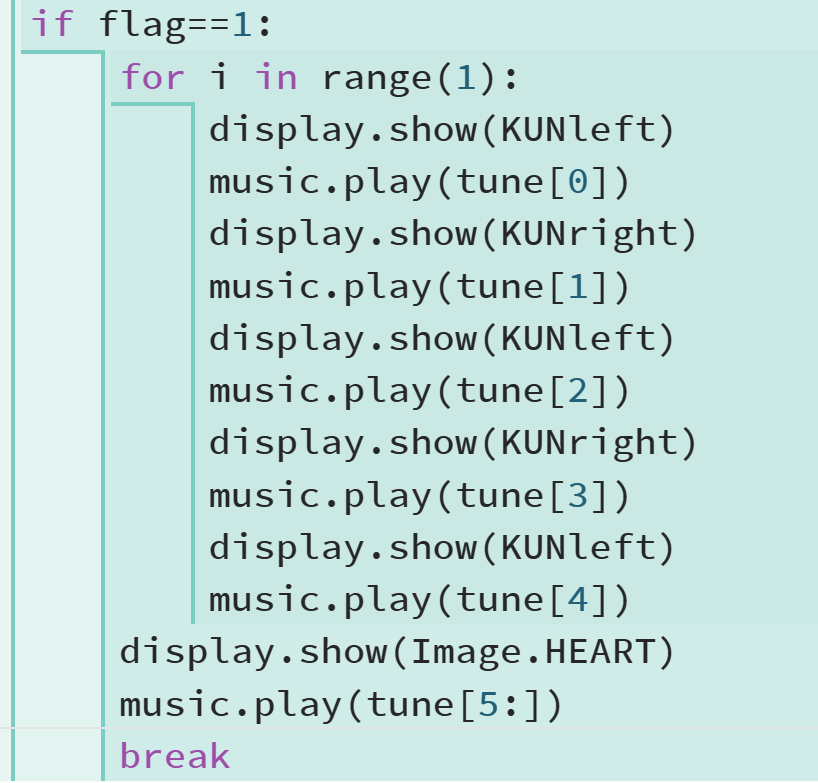 if flag==1:
for i in range(1):
display.show(KUNleft)
music.play(tune[0])
display.show(KUNright)
music.play(tune[1])
display.show(KUNleft)
music.play(tune[2])
display.show(KUNright)
music.play(tune[3])
display.show(KUNleft)
music.play(tune[4])
display.show(Image.HEART)
music.play(tune[5:])
break